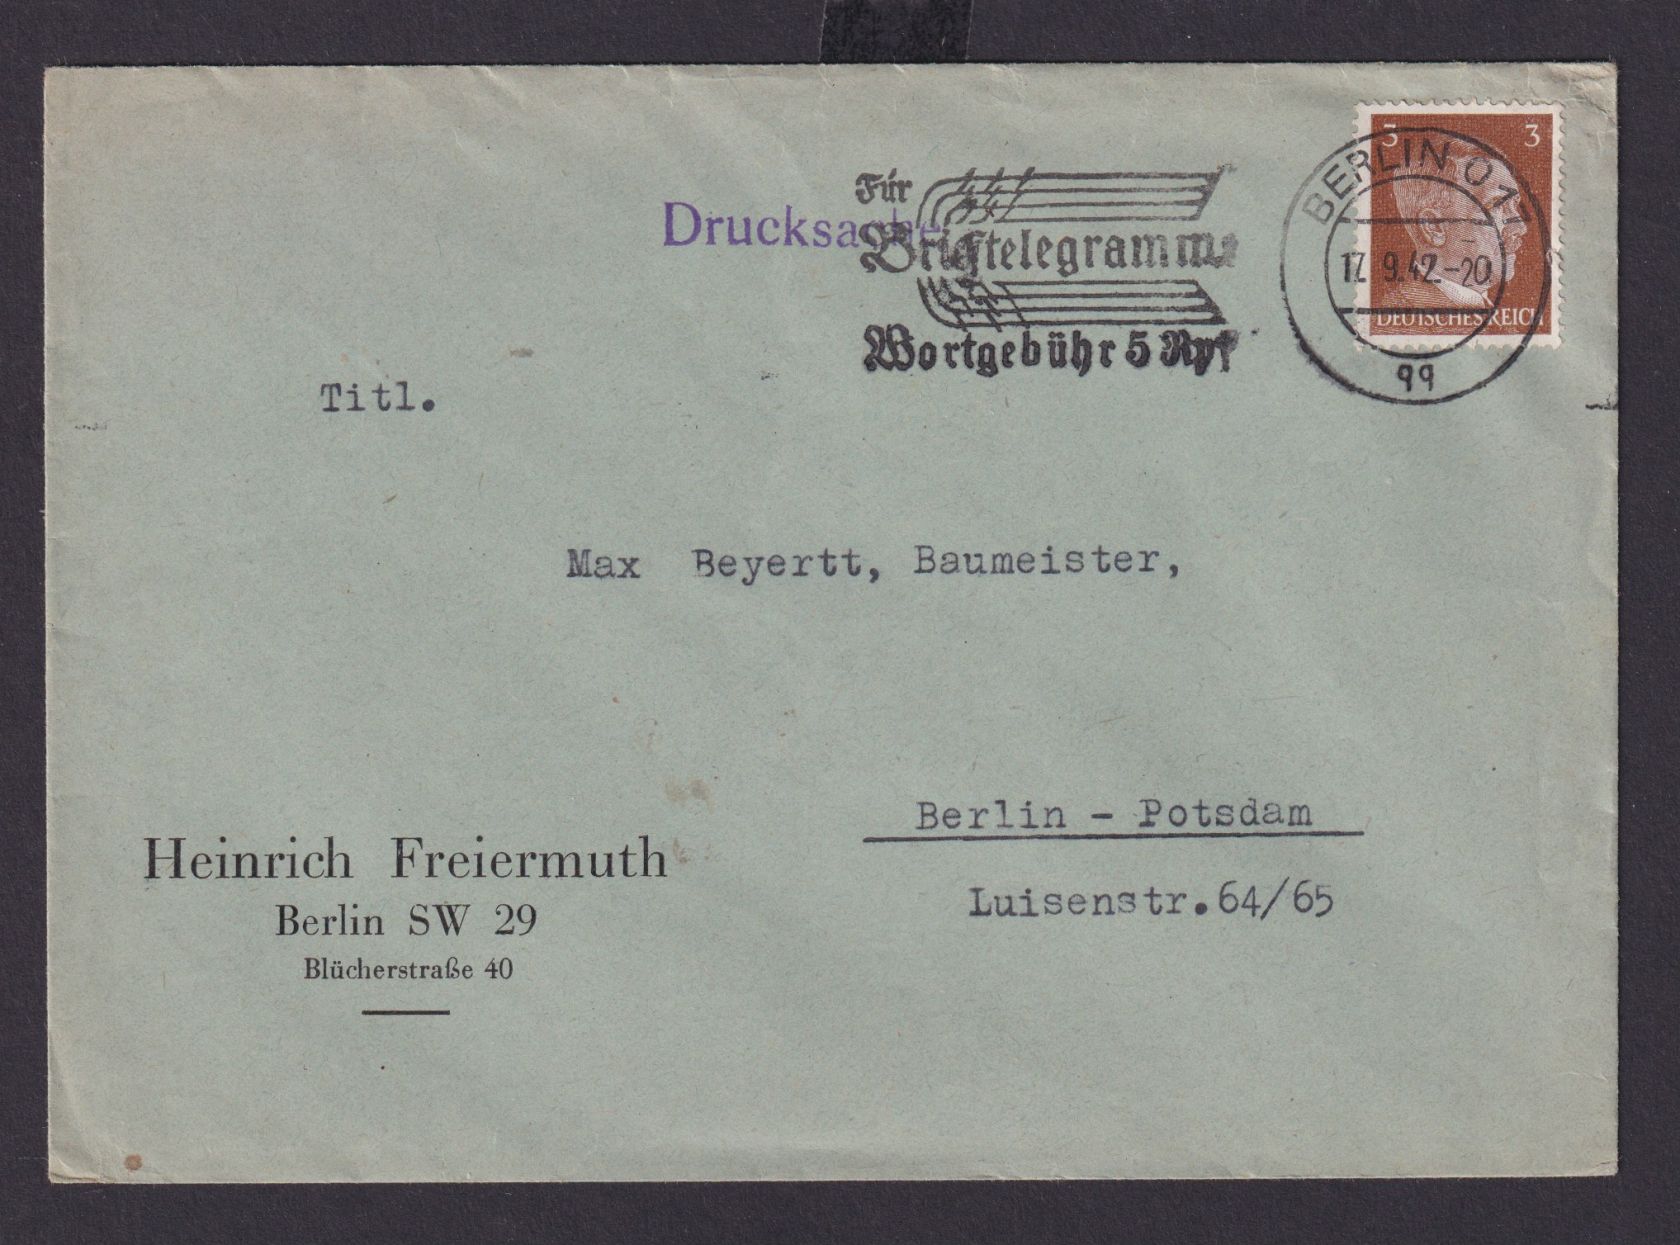 3 3
BERLIN O 17
17.9.42.-20
qq
DEUTSCHES REICH
Drucksache
Für
Brieftelegramme
Wortgebühr 5 Rpf
Titl.
Max Beyertt, Baumeister,
Berlin - Potsdam
Luisenstr.64/65
Heinrich Freiermuth
Berlin SW 29
Blücherstraße 40